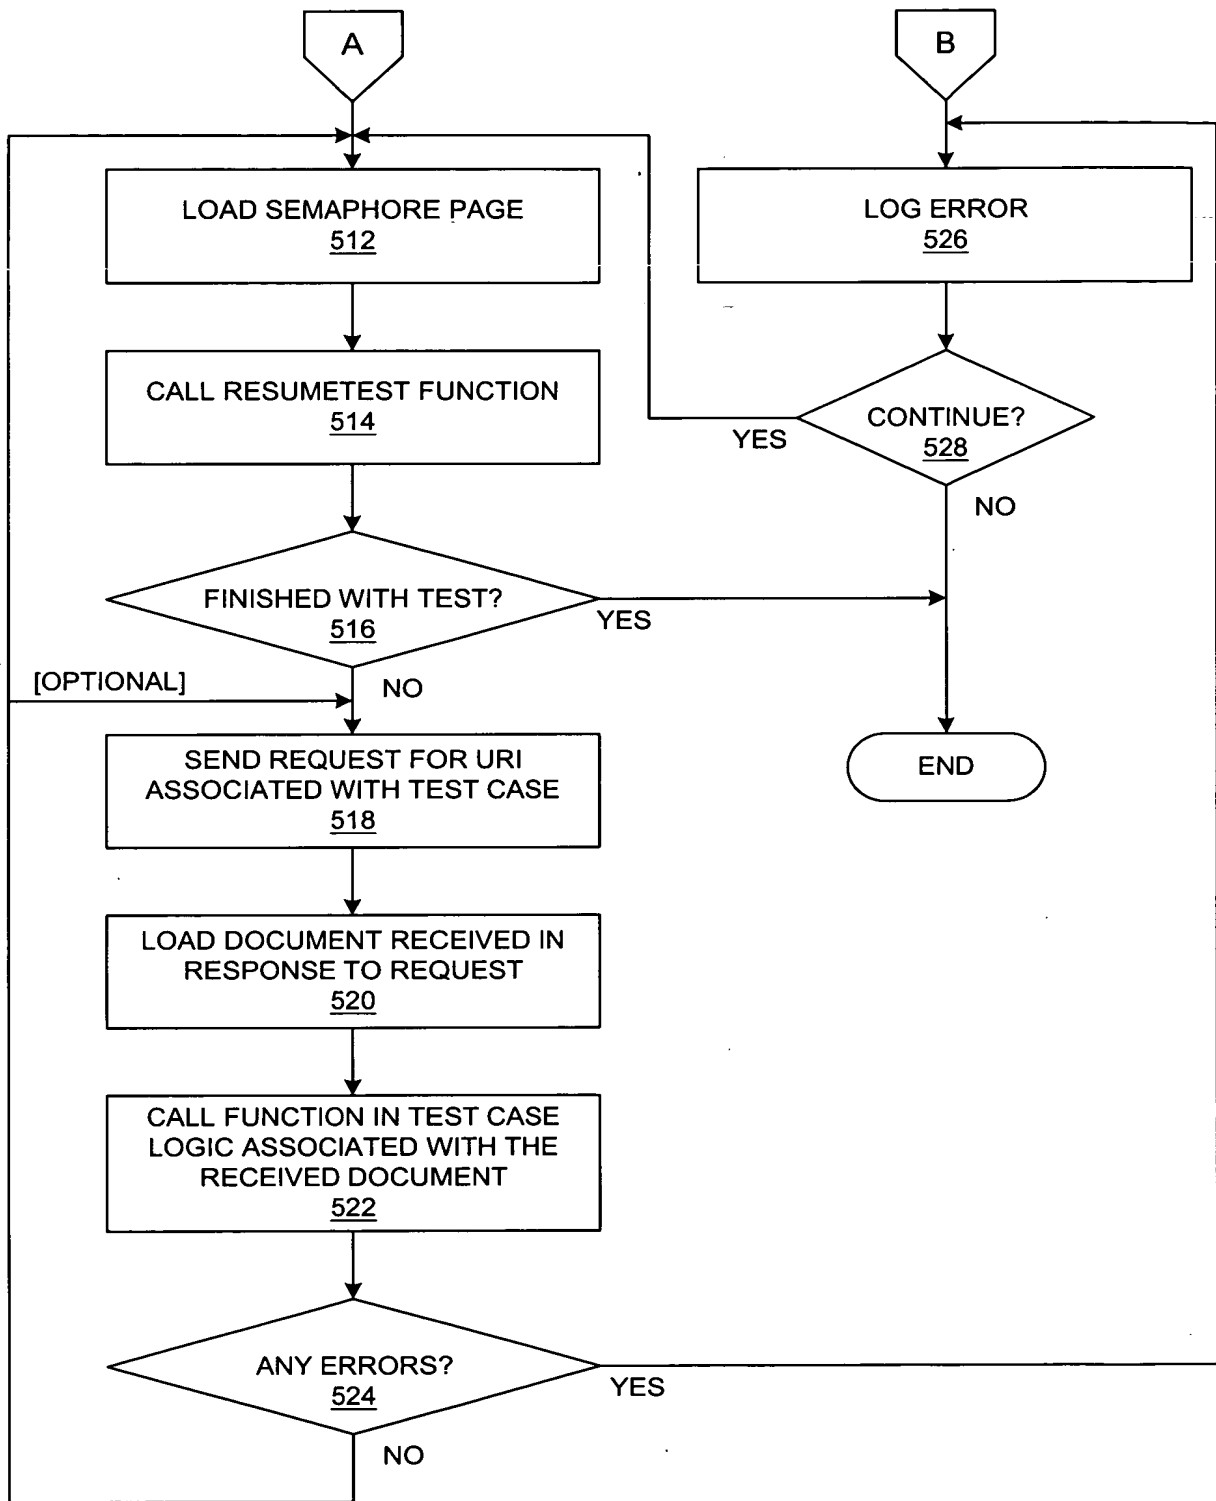 A
B
LOAD SEMAPHORE PAGE
512
LOG ERROR
526
CALL RESUMETEST FUNCTION
514
CONTINUE?
528
YES
NO
FINISHED WITH TEST?
516
YES
NO
[OPTIONAL]
SEND REQUEST FOR URI
ASSOCIATED WITH TEST CASE
518
END
LOAD DOCUMENT RECEIVED IN
RESPONSE TO REQUEST
520
CALL FUNCTION IN TEST CASE
LOGIC ASSOCIATED WITH THE
RECEIVED DOCUMENT
522
ANY ERRORS?
524
YES
NO